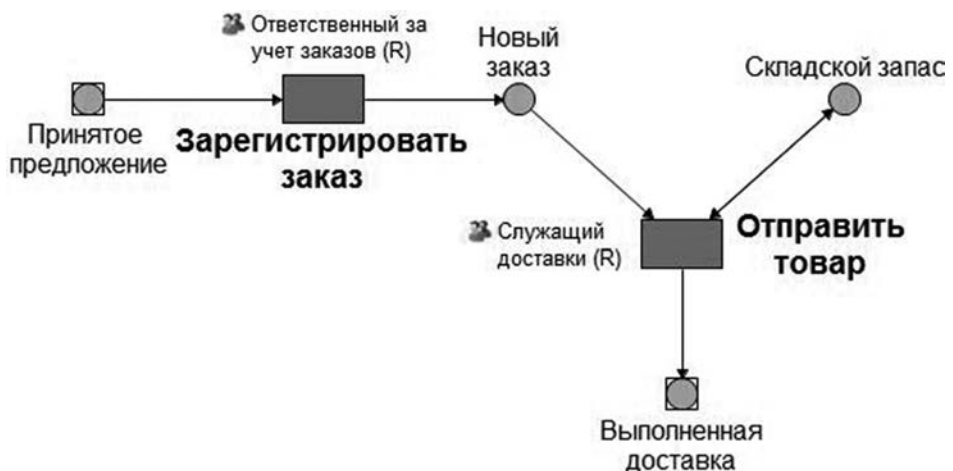 Ответственный за
учет заказов (R)
Новый
заказ
Складской запас
Принятое
предложение
Зарегистрировать
заказ
Служащий
доставки (R)
Отправить
товар
Выполненная
доставка